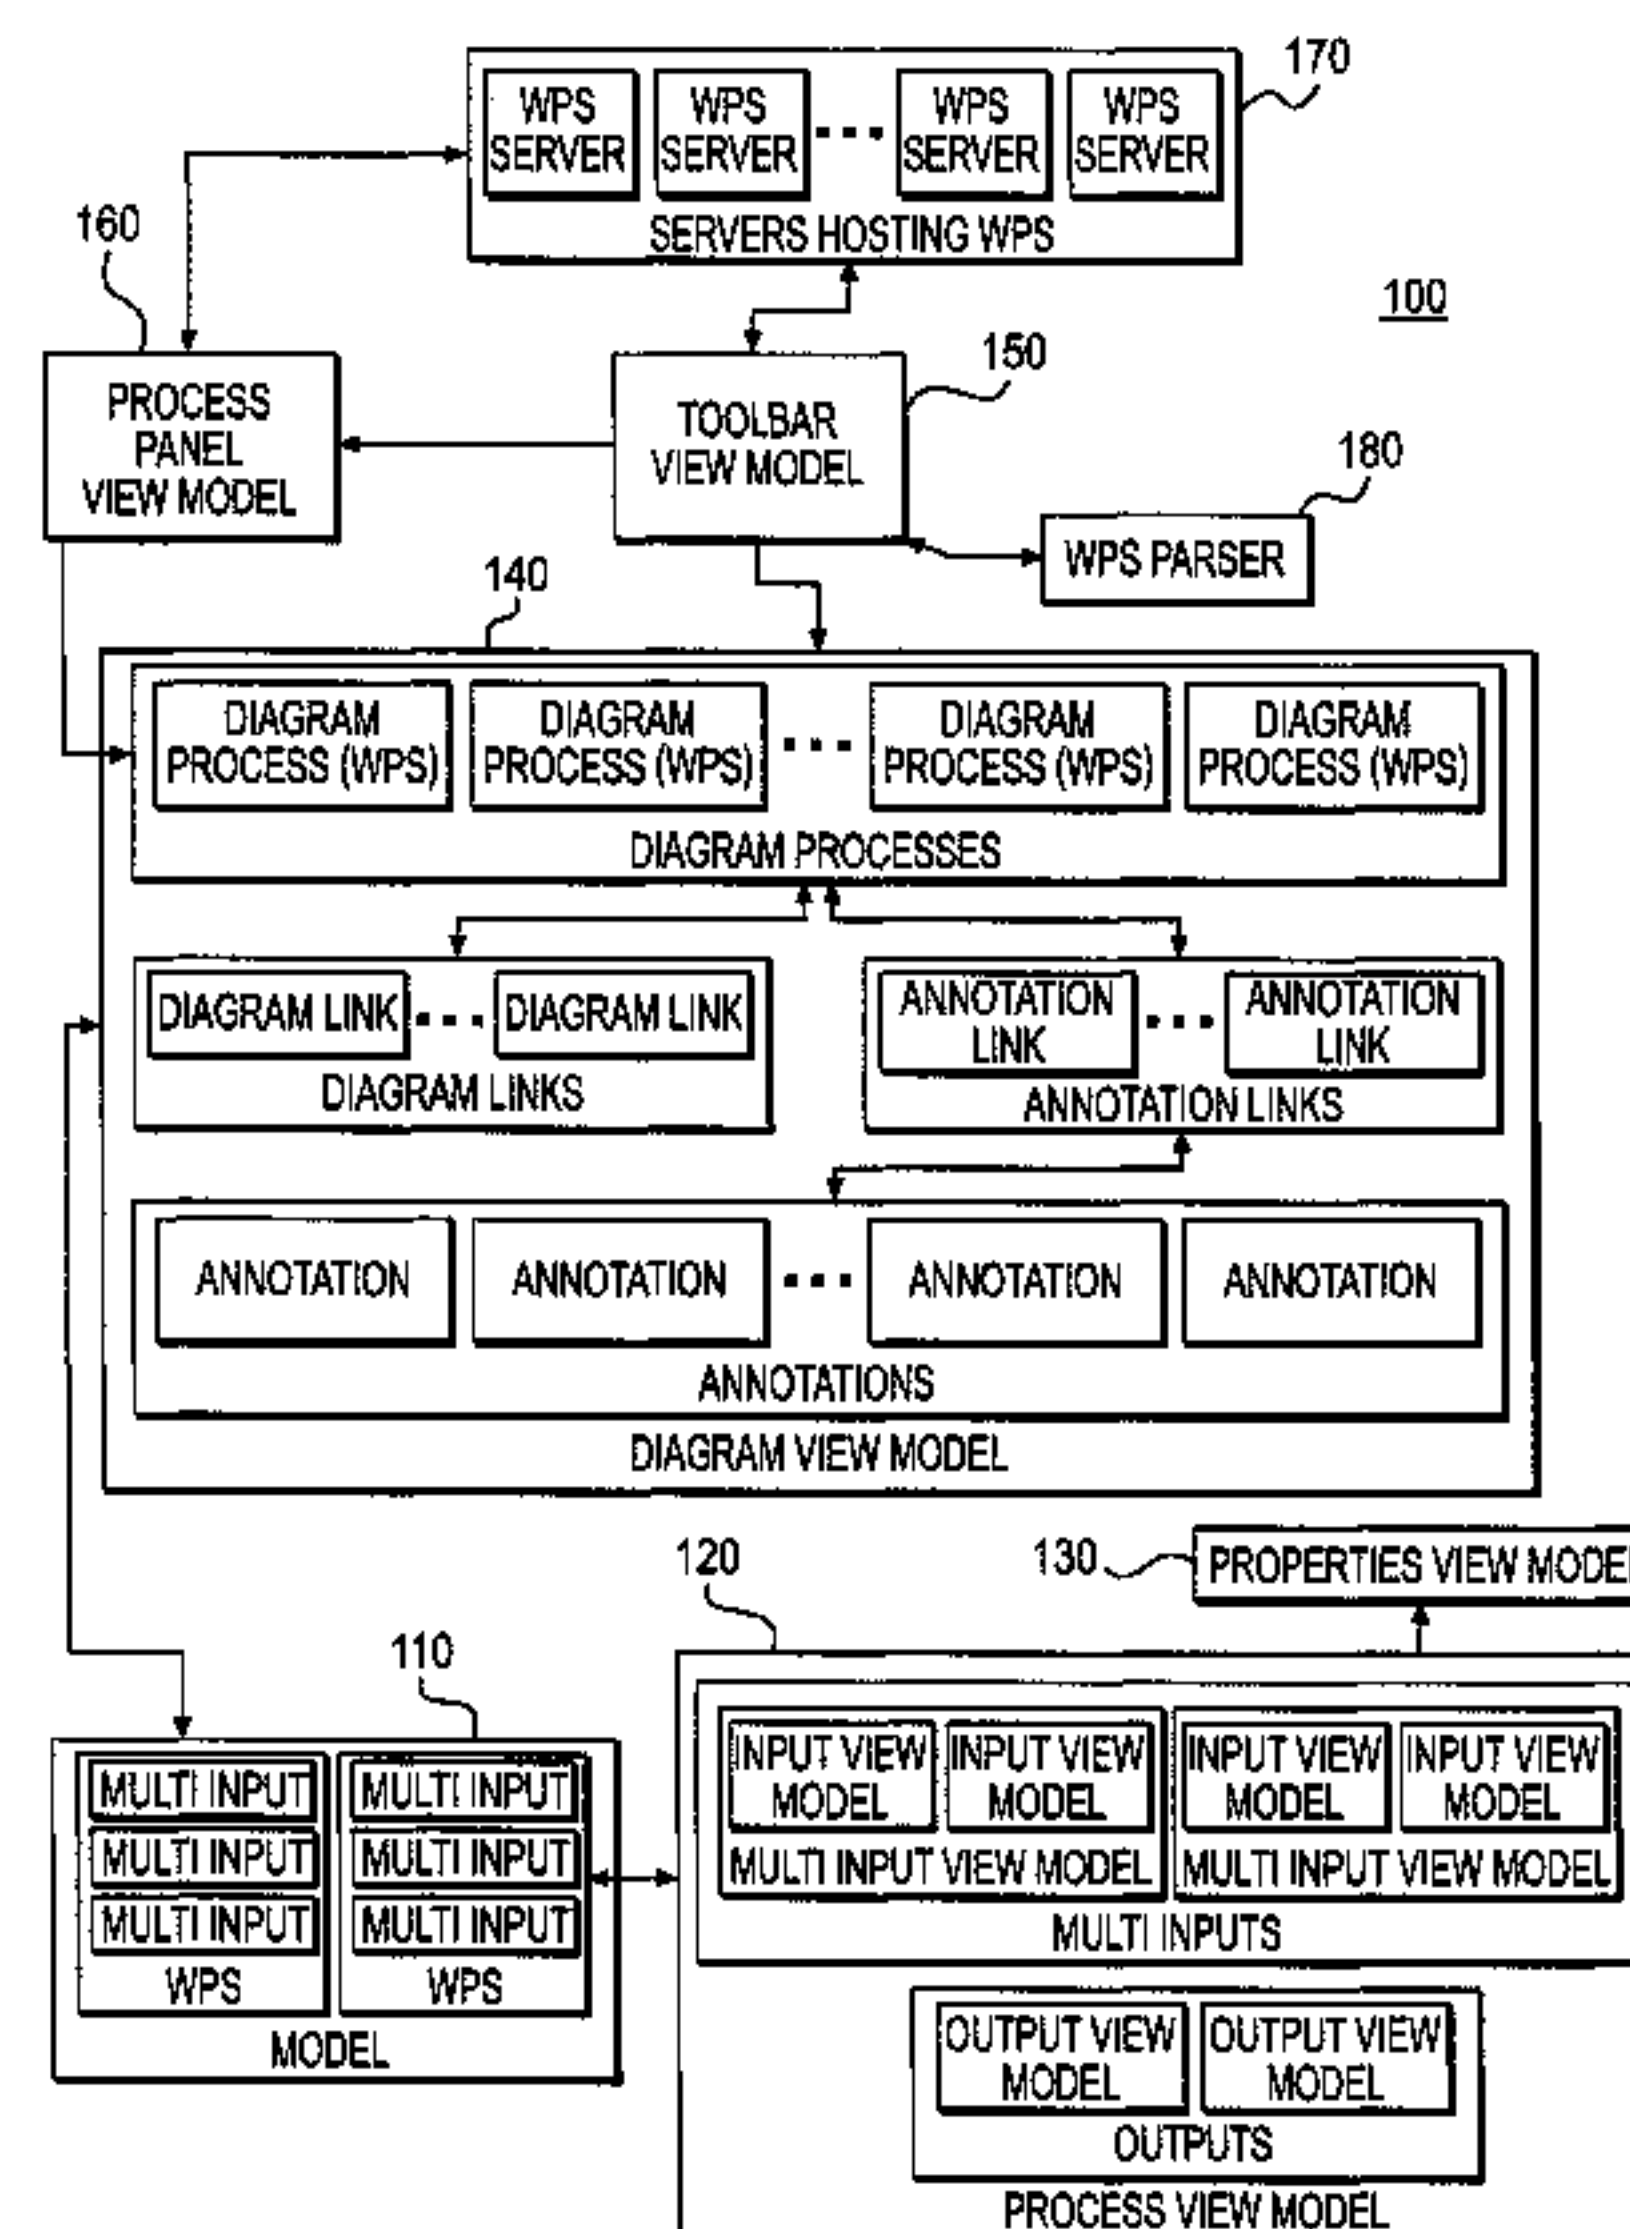 170
WPS SERVER
WPS SERVER
WPS SERVER
WPS SERVER
SERVERS HOSTING WPS
160
100
150
PROCESS
PANEL
VIEW MODEL
TOOLBAR
VIEW MODEL
180
WPS PARSER
140
DIAGRAM
PROCESS (WPS)
DIAGRAM
PROCESS (WPS)
DIAGRAM
PROCESS (WPS)
DIAGRAM
PROCESS (WPS)
DIAGRAM PROCESSES
DIAGRAM LINK
DIAGRAM LINK
DIAGRAM LINKS
ANNOTATION
LINK
ANNOTATION
LINK
ANNOTATION LINKS
ANNOTATION
ANNOTATION
ANNOTATION
ANNOTATION
ANNOTATIONS
DIAGRAM VIEW MODEL
120
130
PROPERTIES VIEW MODEL
110
MULTI INPUT
MULTI INPUT
MULTI INPUT
WPS
MULTI INPUT
MULTI INPUT
MULTI INPUT
WPS
MODEL
INPUT VIEW
MODEL
INPUT VIEW
MODEL
MULTI INPUT VIEW MODEL
INPUT VIEW
MODEL
INPUT VIEW
MODEL
MULTI INPUT VIEW MODEL
MULTI INPUTS
OUTPUT VIEW
MODEL
OUTPUT VIEW
MODEL
OUTPUTS
PROCESS VIEW MODEL